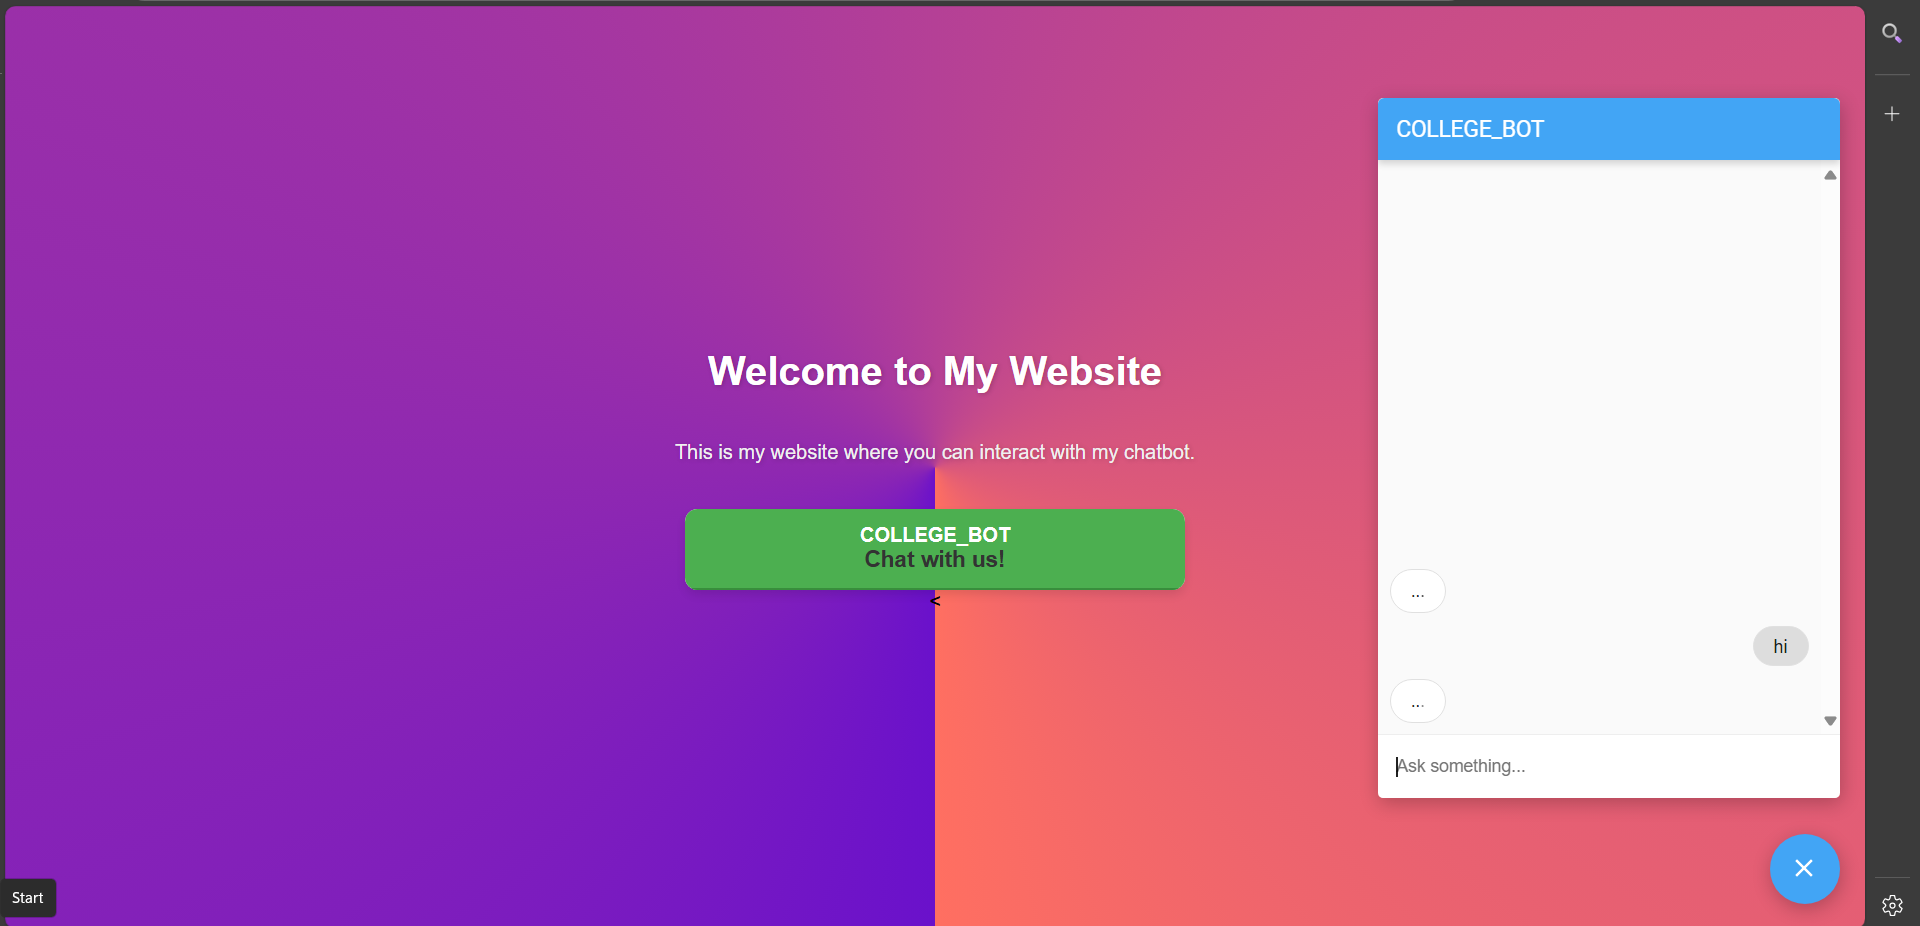 Welcome to My Website
This is my website where you can interact with my chatbot.
COLLEGE_BOT
Chat with us!
<
COLLEGE_BOT
...
hi
...
Ask something...
Start